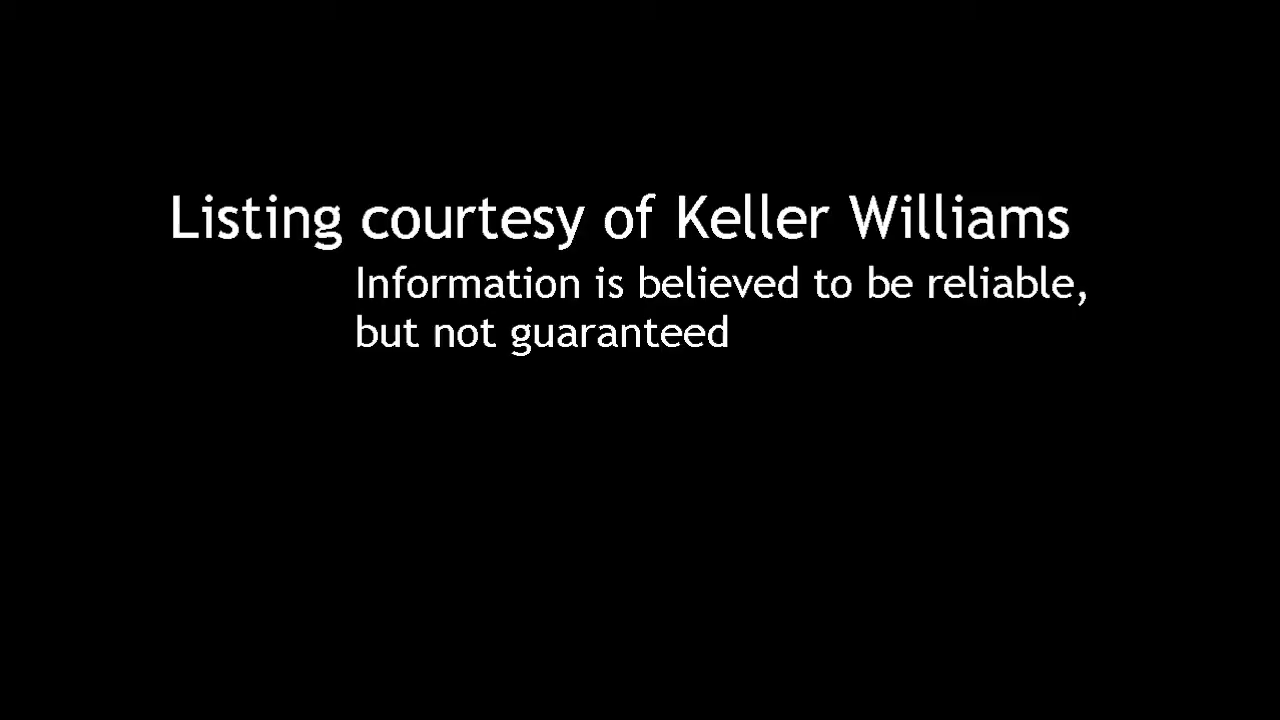 Listing courtesy of Keller Williams
Information is believed to be reliable,
but not guaranteed